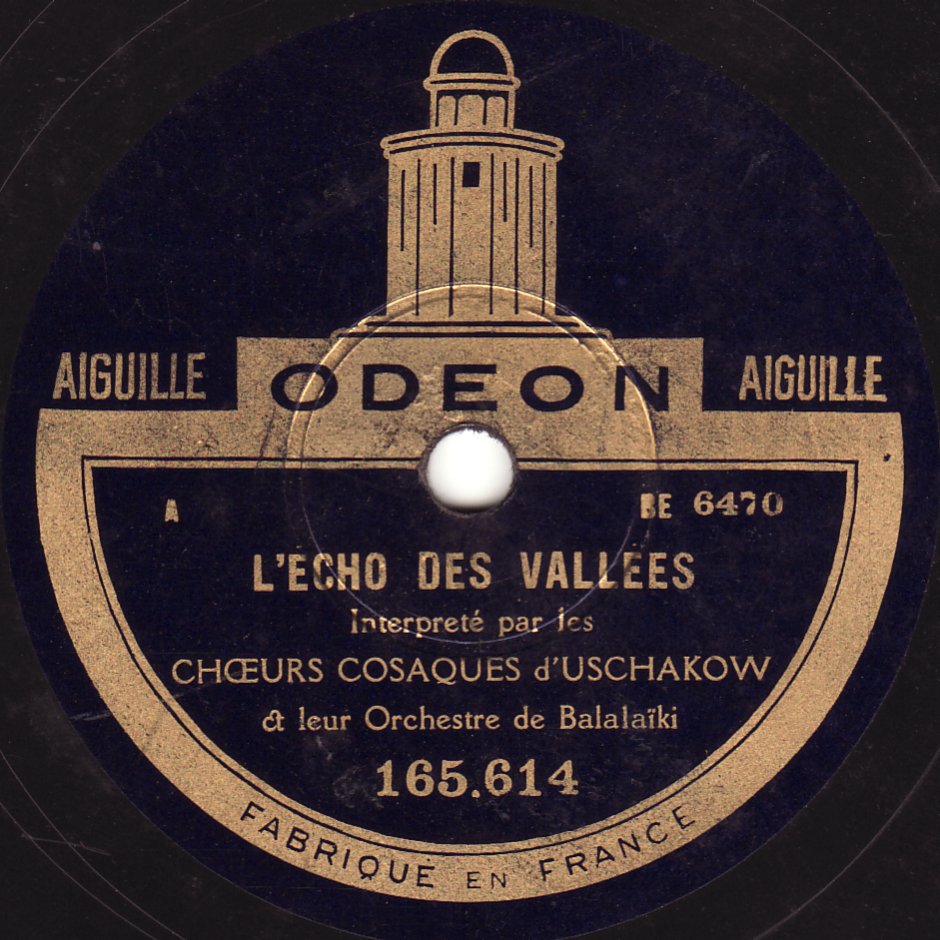 AIGUILLE ODEON AIGUILLE
A BE 6470
L'ECHO DES VALLÉES
Interpreté par les
CHŒURS COSAQUES d'USCHAKOW
& leur Orchestre de Balalaïki
165.614
FABRIQUE EN FRANCE